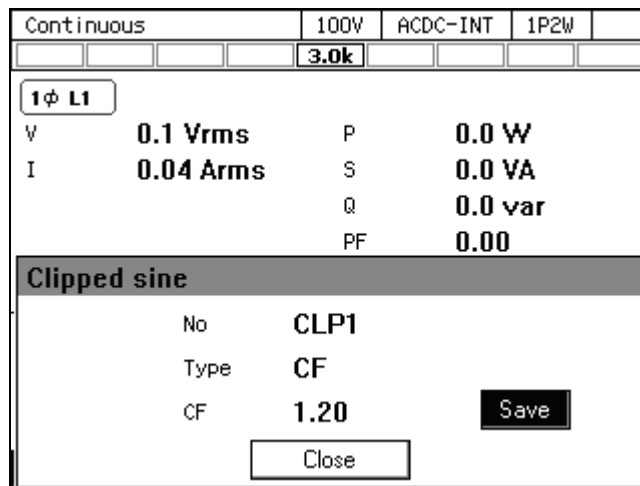 Continuous 100V ACDC-INT 1P2W
3.0k
1ϕ L1
V 0.1 Vrms P 0.0 W
I 0.04 Arms S 0.0 VA
Q 0.0 var
PF 0.00
Clipped sine
No CLP1
Type CF
CF 1.20 Save
Close